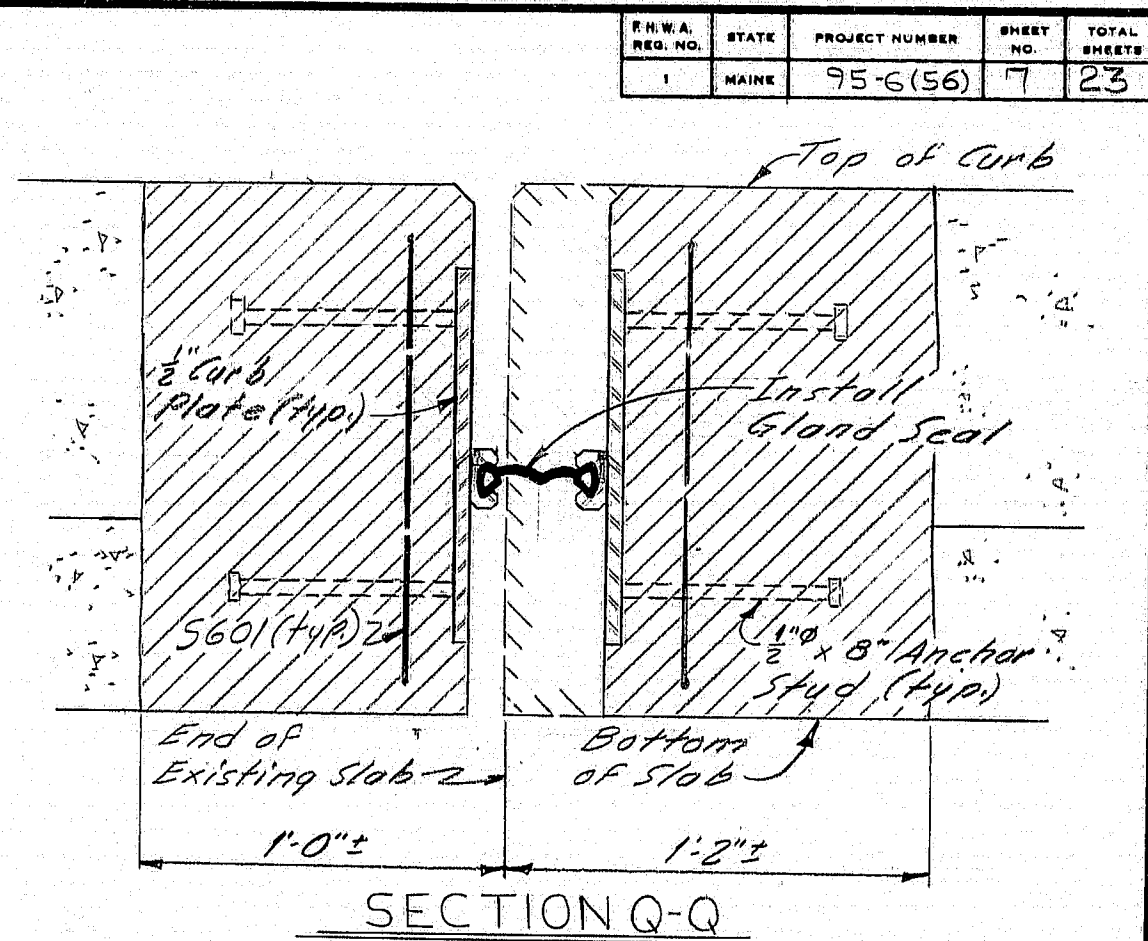 F.H.W.A. REG. NO. STATE PROJECT NUMBER SHEET NO. TOTAL SHEETS
1 MAINE 95-6(56) 7 23
Top of Curb
1/2" Curb
Plate (typ.)
Install
Gland Seal
S601 (typ.)
1/2"ø x 8" Anchor
Stud (typ.)
End of
Existing Slab
Bottom
of Slab
1'-0"±
1'-2"±
SECTION Q-Q